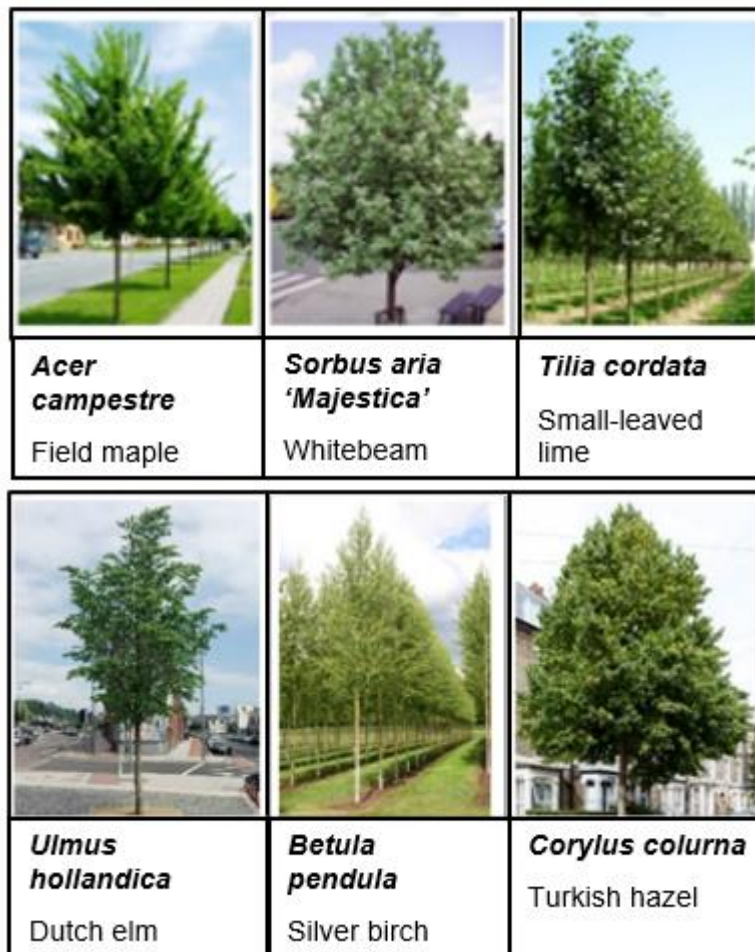 Acer
campestre
Field maple
Sorbus aria
‘Majestica’
Whitebeam
Tilia cordata
Small-leaved
lime
Ulmus
hollandica
Dutch elm
Betula
pendula
Silver birch
Corylus colurna
Turkish hazel